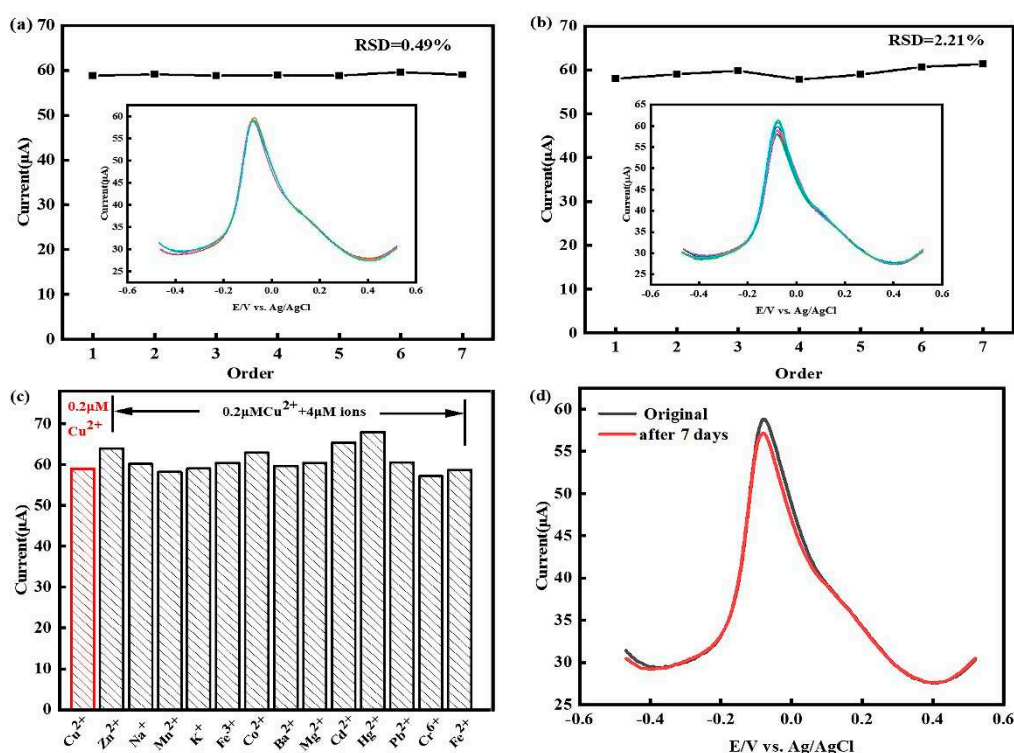 (a)
RSD=0.49%
Current(μA)
70
60
50
40
30
20
10
0
1 2 3 4 5 6 7
Order
Current(μA)
60
55
50
45
40
35
30
25
-0.6 -0.4 -0.2 0.0 0.2 0.4 0.6
E/V vs. Ag/AgCl
(b)
RSD=2.21%
Current(μA)
70
60
50
40
30
20
10
0
1 2 3 4 5 6 7
Order
Current(μA)
65
60
55
50
45
40
35
30
25
-0.6 -0.4 -0.2 0.0 0.2 0.4 0.6
E/V vs. Ag/AgCl
(c)
0.2μM
Cu²⁺
0.2μMCu²⁺+4μM ions
Current(μA)
70
60
50
40
30
20
10
0
Cu²⁺ Zn²⁺ Na⁺ Mn²⁺ K⁺ Fe³⁺ Co²⁺ Ba²⁺ Mg²⁺ Cd²⁺ Hg²⁺ Pb²⁺ Cr⁶⁺ Fe²⁺
(d)
Original
after 7 days
Current(μA)
60
55
50
45
40
35
30
25
-0.6 -0.4 -0.2 0.0 0.2 0.4 0.6
E/V vs. Ag/AgCl